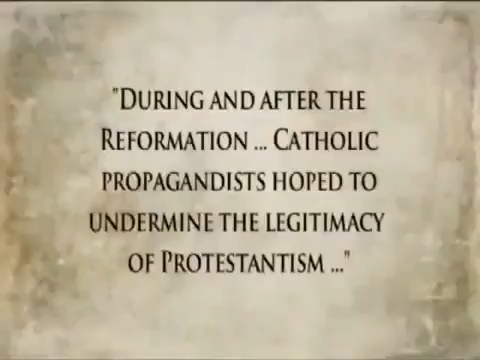 "During and after the
Reformation ... Catholic
propagandists hoped to
undermine the legitimacy
of Protestantism ..."